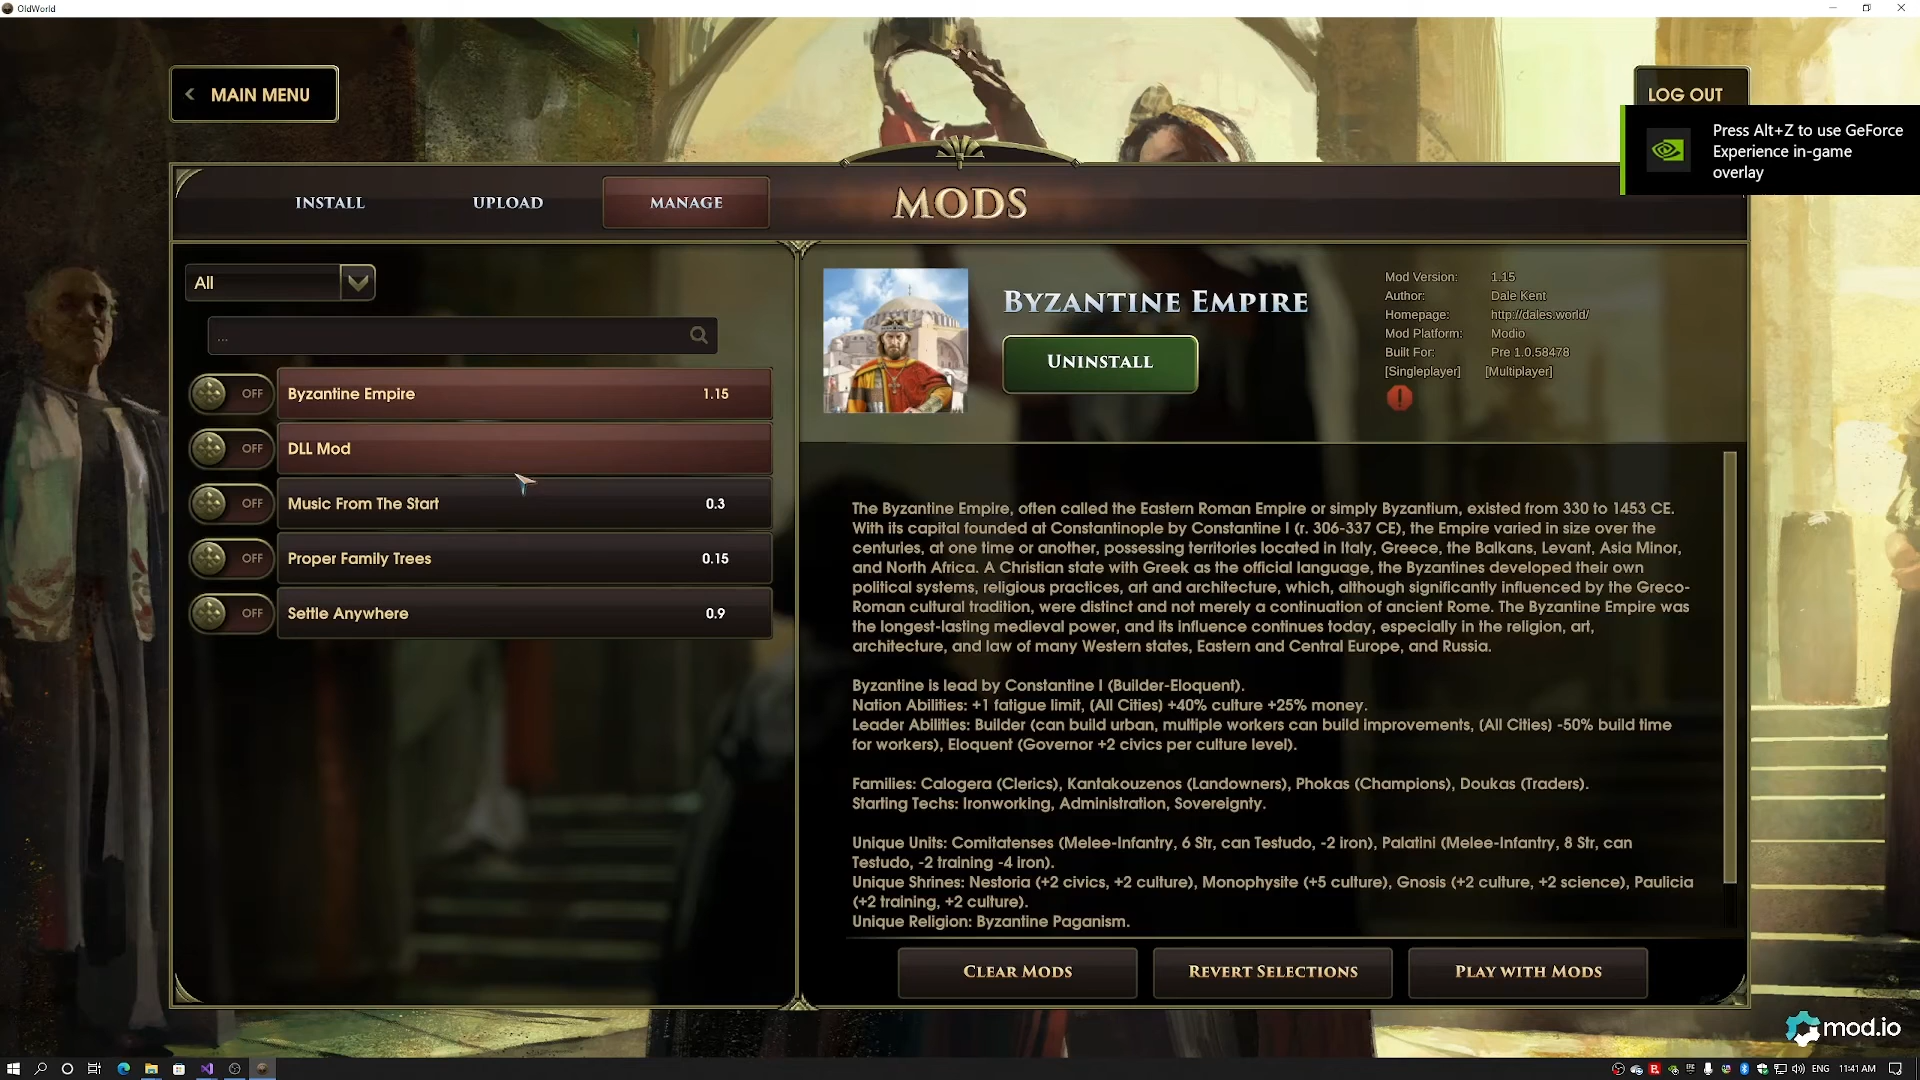 OldWorld
MAIN MENU
LOG OUT
Press Alt+Z to use GeForce
Experience in-game
overlay
INSTALL
UPLOAD
MANAGE
MODS
All
...
OFF
Byzantine Empire
1.15
OFF
DLL Mod
OFF
Music From The Start
0.3
OFF
Proper Family Trees
0.15
OFF
Settle Anywhere
0.9
BYZANTINE EMPIRE
UNINSTALL
Mod Version: 1.15
Author: Dale Kent
Homepage: http://dales.world/
Mod Platform: Modio
Built For: Pre 1.0.58478
[Singleplayer] [Multiplayer]
The Byzantine Empire, often called the Eastern Roman Empire or simply Byzantium, existed from 330 to 1453 CE.
With its capital founded at Constantinople by Constantine I (r. 306-337 CE), the Empire varied in size over the
centuries, at one time or another, possessing territories located in Italy, Greece, the Balkans, Levant, Asia Minor,
and North Africa. A Christian state with Greek as the official language, the Byzantines developed their own
political systems, religious practices, art and architecture, which, although significantly influenced by the Greco-
Roman cultural tradition, were distinct and not merely a continuation of ancient Rome. The Byzantine Empire was
the longest-lasting medieval power, and its influence continues today, especially in the religion, art,
architecture, and law of many Western states, Eastern and Central Europe, and Russia.
Byzantine is lead by Constantine I (Builder-Eloquent).
Nation Abilities: +1 fatigue limit, (All Cities) +40% culture +25% money.
Leader Abilities: Builder (can build urban, multiple workers can build improvements, (All Cities) -50% build time
for workers), Eloquent (Governor +2 civics per culture level).
Families: Calogera (Clerics), Kantakouzenos (Landowners), Phokas (Champions), Doukas (Traders).
Starting Techs: Ironworking, Administration, Sovereignty.
Unique Units: Comitatenses (Melee-Infantry, 6 Str, can Testudo, -2 iron), Palatini (Melee-Infantry, 8 Str, can
Testudo, -2 training -4 iron).
Unique Shrines: Nestoria (+2 civics, +2 culture), Monophysite (+5 culture), Gnosis (+2 culture, +2 science), Paulicia
(+2 training, +2 culture).
Unique Religion: Byzantine Paganism.
CLEAR MODS
REVERT SELECTIONS
PLAY WITH MODS
mod.io
ENG
11:41 AM